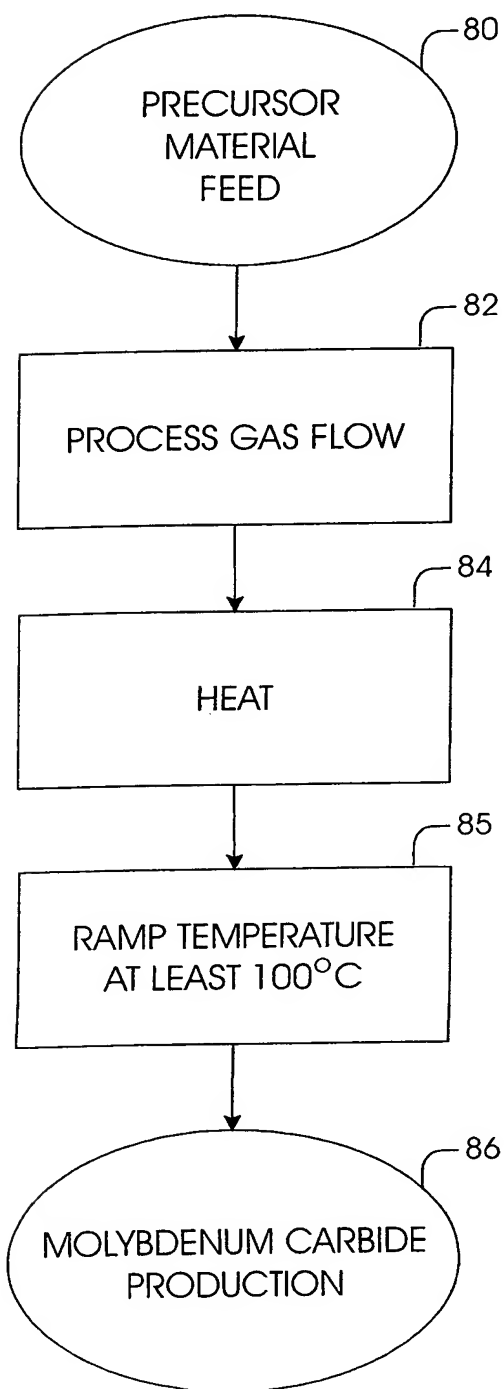 80
PRECURSOR
MATERIAL
FEED
82
PROCESS GAS FLOW
84
HEAT
85
RAMP TEMPERATURE
AT LEAST 100°C
86
MOLYBDENUM CARBIDE
PRODUCTION